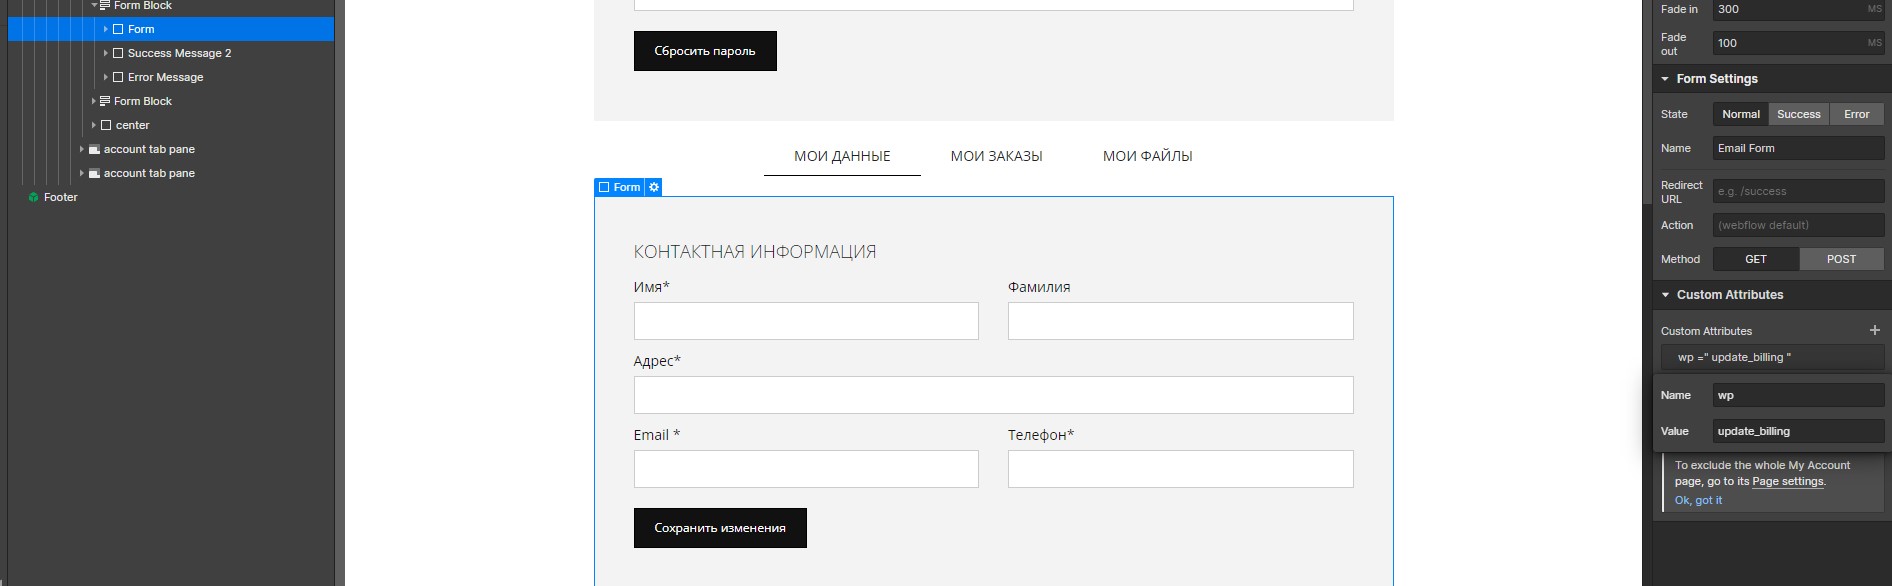 Form Block
Form
Success Message 2
Error Message
Form Block
center
account tab pane
account tab pane
Footer
Сбросить пароль
МОИ ДАННЫЕ
МОИ ЗАКАЗЫ
МОИ ФАЙЛЫ
Form
КОНТАКТНАЯ ИНФОРМАЦИЯ
Имя*
Фамилия
Адрес*
Email *
Телефон*
Сохранить изменения
Fade in
300
MS
Fade
out
100
MS
Form Settings
State
Normal
Success
Error
Name
Email Form
Redirect
URL
e.g. /success
Action
(webflow default)
Method
GET
POST
Custom Attributes
Custom Attributes
+
wp =" update_billing "
Name
wp
Value
update_billing
To exclude the whole My Account
page, go to its Page settings.
Ok, got it